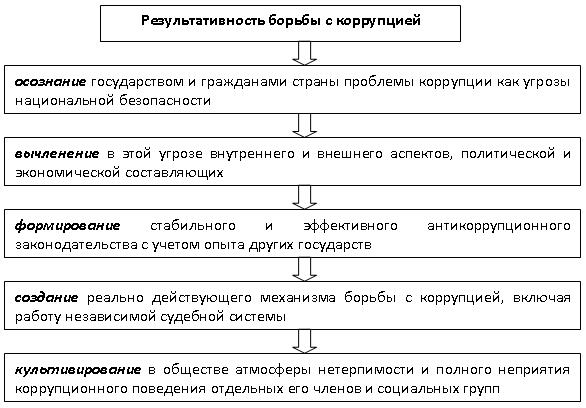 Результативность борьбы с коррупцией
осознание государством и гражданами страны проблемы коррупции как угрозы
национальной безопасности
вычленение в этой угрозе внутреннего и внешнего аспектов, политической и
экономической составляющих
формирование стабильного и эффективного антикоррупционного
законодательства с учетом опыта других государств
создание реально действующего механизма борьбы с коррупцией, включая
работу независимой судебной системы
культивирование в обществе атмосферы нетерпимости и полного неприятия
коррупционного поведения отдельных его членов и социальных групп